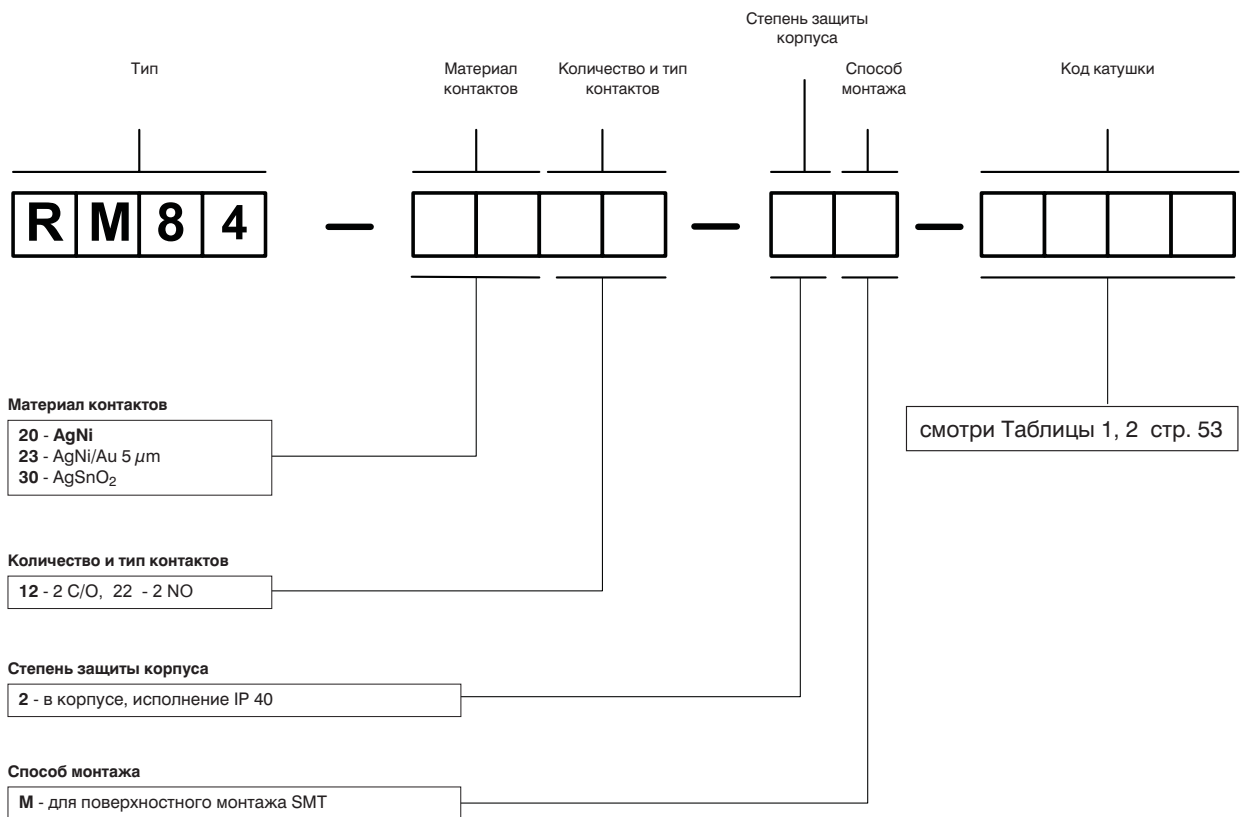 Степень защиты
корпуса
Тип
Материал
контактов
Количество и тип
контактов
Способ
монтажа
Код катушки
RM84 — — —
Материал контактов
20 - AgNi
23 - AgNi/Au 5 μm
30 - AgSnO₂
смотри Таблицы 1, 2 стр. 53
Количество и тип контактов
12 - 2 C/O, 22 - 2 NO
Степень защиты корпуса
2 - в корпусе, исполнение IP 40
Способ монтажа
M - для поверхностного монтажа SMT